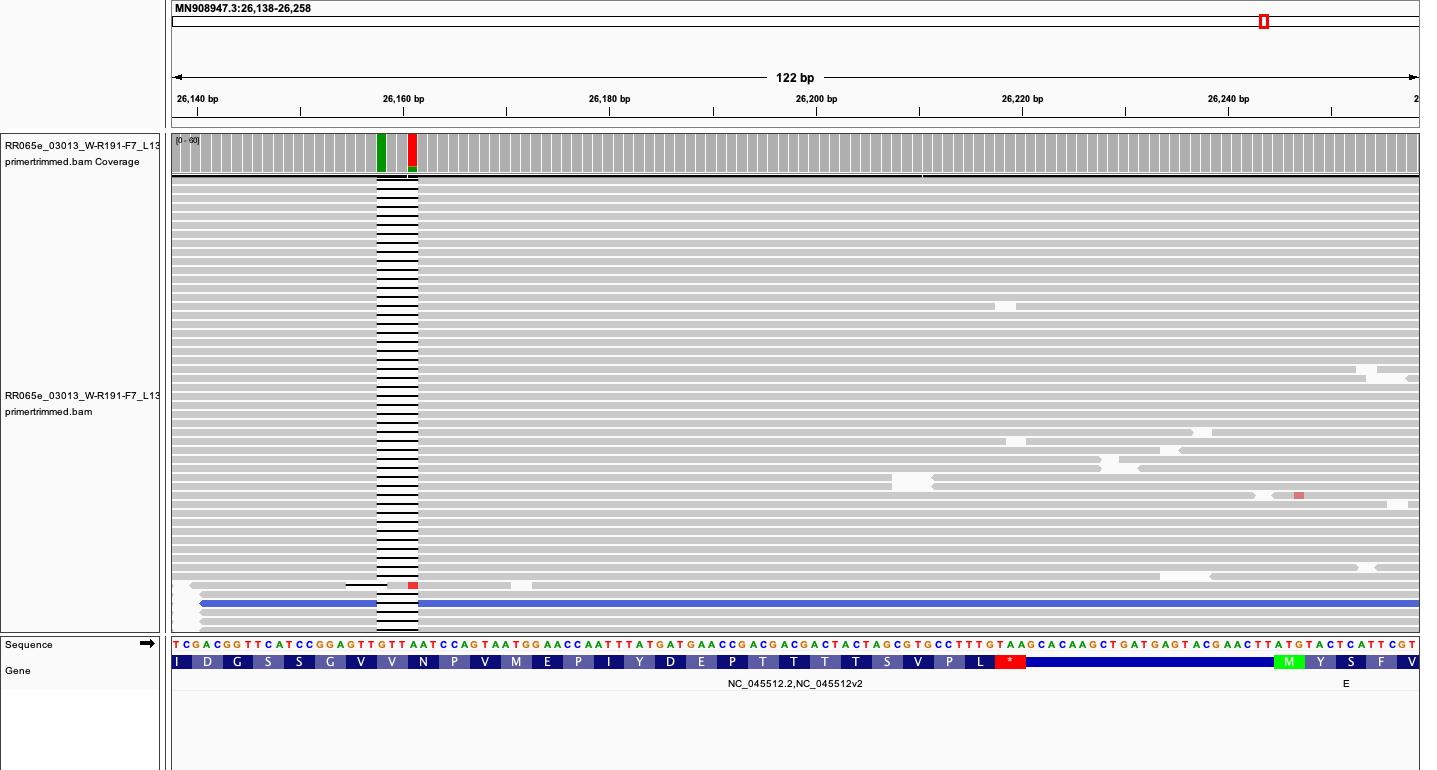 MN908947.3:26,138-26,258
122 bp
26,140 bp 26,160 bp 26,180 bp 26,200 bp 26,220 bp 26,240 bp 2
RR065e_03013_W-R191-F7_L13
primertrimmed.bam Coverage
[0 - 60]
RR065e_03013_W-R191-F7_L13
primertrimmed.bam
Sequence
T C G A C G G T T C A T C C G G A G T T G T T A A T C C A G T A A T G G A A C C A A T T T A T G A T G A A C C G A C G A C G A C T A C T A G C G T G C C T T T G T A A G C A C A A G C T G A T G A G T A C G A A C T T A T G T A C T C A T T C G T
Gene
I D G S S G V V N P V M E P I Y D E P T T T T S V P L * M Y S F V
NC_045512.2,NC_045512v2
E